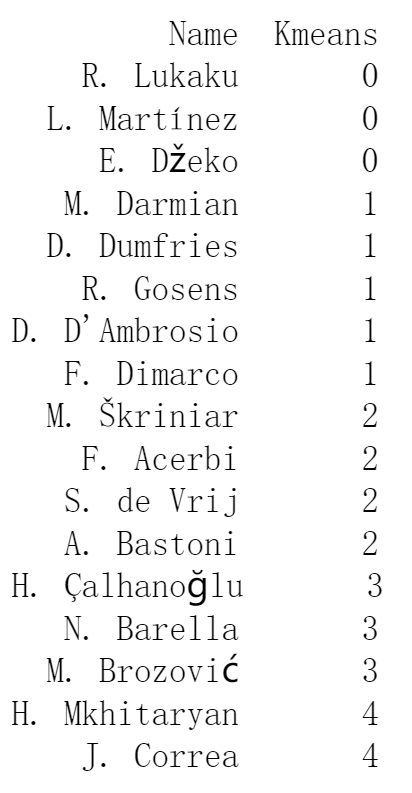 Name Kmeans
R. Lukaku 0
L. Martínez 0
E. Džeko 0
M. Darmian 1
D. Dumfries 1
R. Gosens 1
D. D'Ambrosio 1
F. Dimarco 1
M. Škriniar 2
F. Acerbi 2
S. de Vrij 2
A. Bastoni 2
H. Çalhanoğlu 3
N. Barella 3
M. Brozović 3
H. Mkhitaryan 4
J. Correa 4